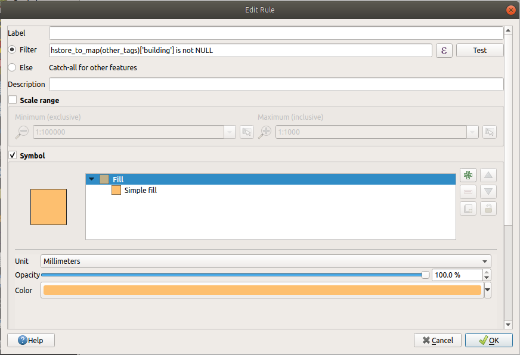 Edit Rule
Label
Filter hstore_to_map(other_tags)['building'] is not NULL ε Test
Else Catch-all for other features
Description
Scale range
Minimum (exclusive) Maximum (inclusive)
1:100000 1:1000
Symbol
Fill
Simple fill
Unit Millimeters
Opacity 100.0 %
Color
Help Cancel OK